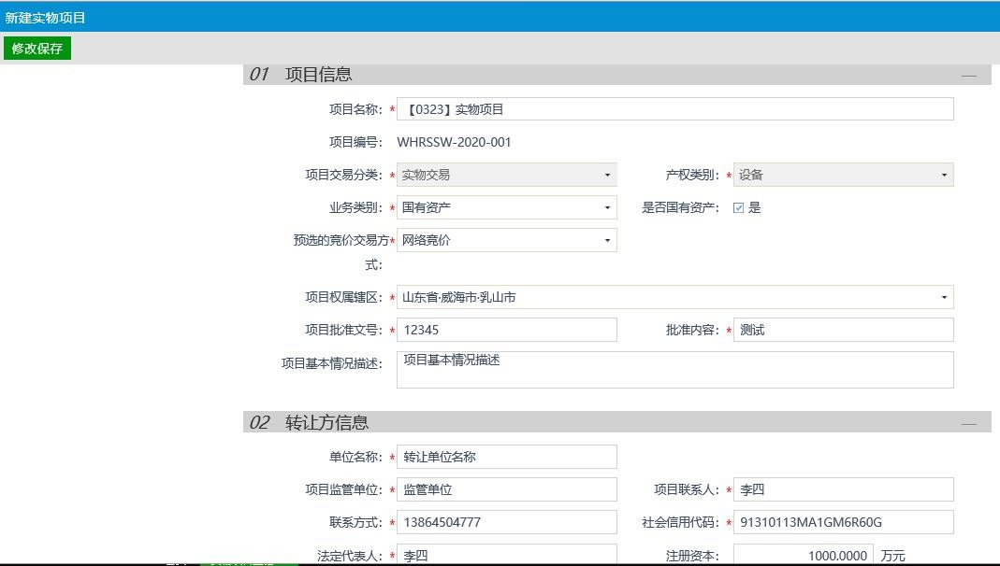 新建实物项目
修改保存
01 项目信息
项目名称： * 【0323】实物项目
项目编号： WHRSSW-2020-001
项目交易分类： * 实物交易 产权类别： * 设备
业务类别： * 国有资产 是否国有资产： 是
预选的竞价交易方 * 网络竞价
式：
项目权属辖区： * 山东省·威海市·乳山市
项目批准文号： * 12345 批准内容： * 测试
项目基本情况描述： 项目基本情况描述
02 转让方信息
单位名称： * 转让单位名称
项目监管单位： * 监管单位 项目联系人： * 李四
联系方式： * 13864504777 社会信用代码： * 91310113MA1GM6R60G
法定代表人： * 李四 注册资本： 1000.0000 万元